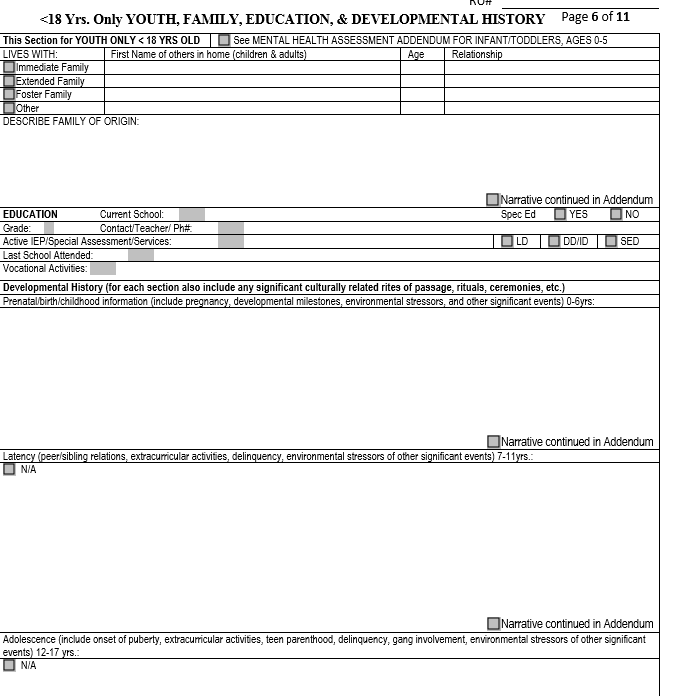 RU#
<18 Yrs. Only YOUTH, FAMILY, EDUCATION, & DEVELOPMENTAL HISTORY Page 6 of 11
This Section for YOUTH ONLY < 18 YRS OLD See MENTAL HEALTH ASSESSMENT ADDENDUM FOR INFANT/TODDLERS, AGES 0-5
LIVES WITH: First Name of others in home (children & adults) Age Relationship
Immediate Family
Extended Family
Foster Family
Other
DESCRIBE FAMILY OF ORIGIN:
Narrative continued in Addendum
EDUCATION Current School: Spec Ed YES NO
Grade: Contact/Teacher/ Ph#:
Active IEP/Special Assessment/Services: LD DD/ID SED
Last School Attended:
Vocational Activities:
Developmental History (for each section also include any significant culturally related rites of passage, rituals, ceremonies, etc.)
Prenatal/birth/childhood information (include pregnancy, developmental milestones, environmental stressors, and other significant events) 0-6yrs:
Narrative continued in Addendum
Latency (peer/sibling relations, extracurricular activities, delinquency, environmental stressors of other significant events) 7-11yrs.:
N/A
Narrative continued in Addendum
Adolescence (include onset of puberty, extracurricular activities, teen parenthood, delinquency, gang involvement, environmental stressors of other significant
events) 12-17 yrs.:
N/A